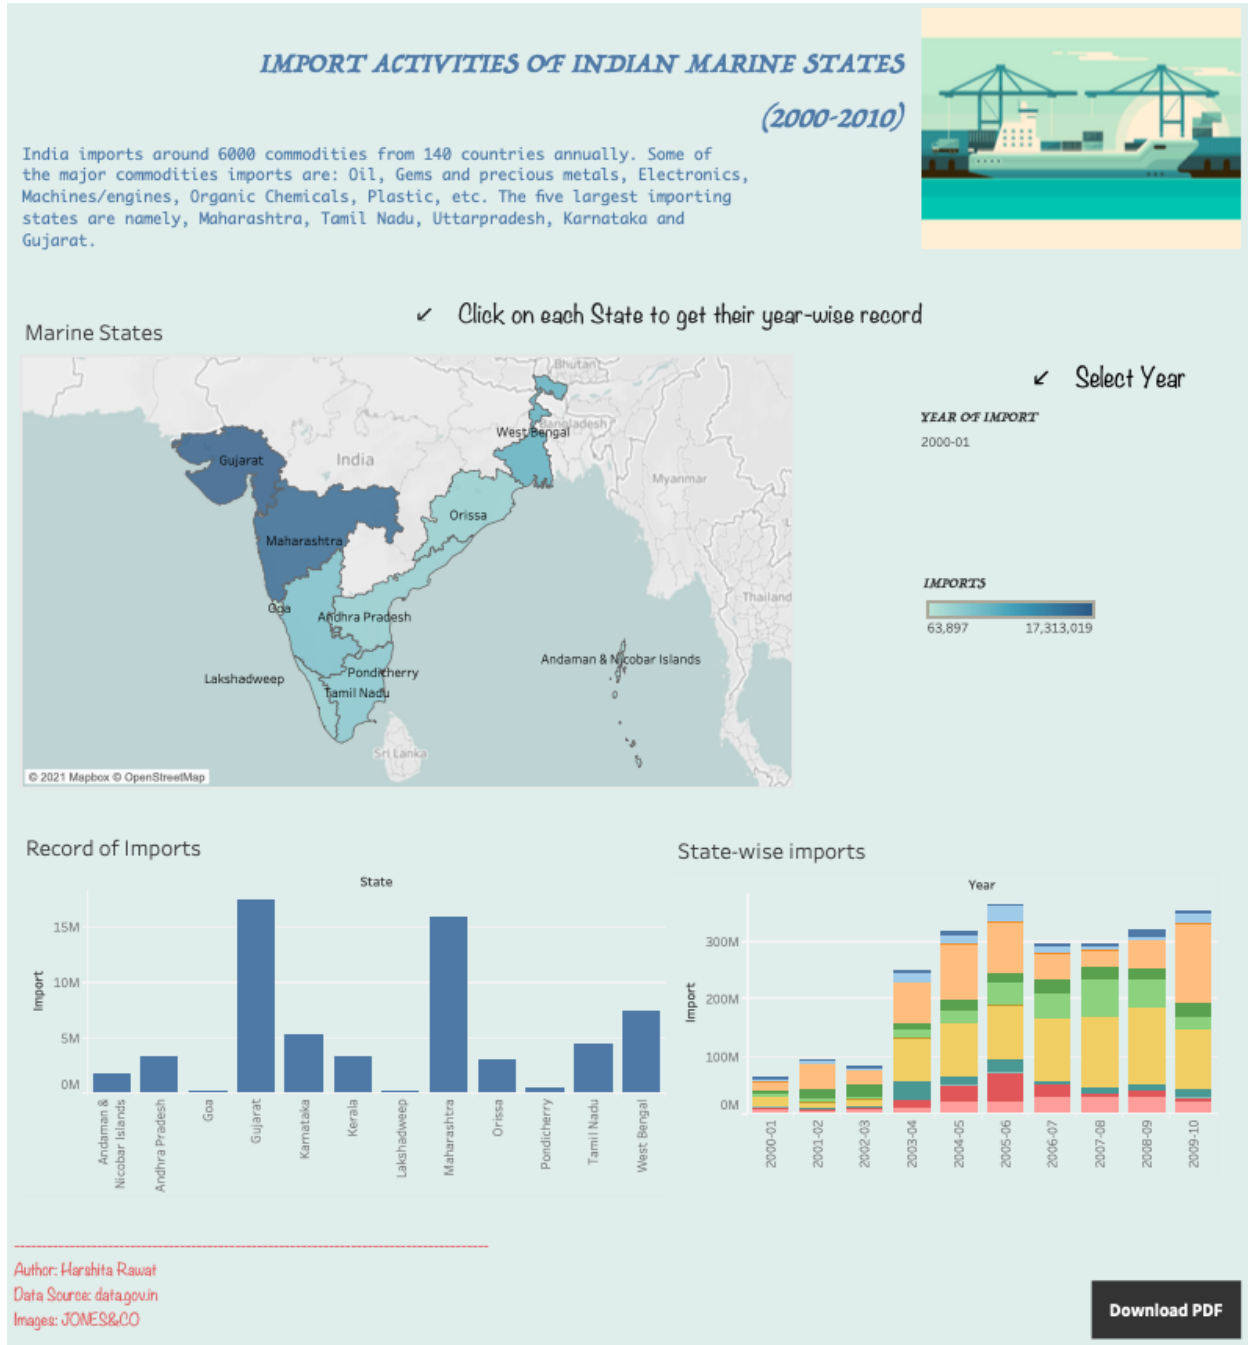 IMPORT ACTIVITIES OF INDIAN MARINE STATES
(2000-2010)
India imports around 6000 commodities from 140 countries annually. Some of
the major commodities imports are: Oil, Gems and precious metals, Electronics,
Machines/engines, Organic Chemicals, Plastic, etc. The five largest importing
states are namely, Maharashtra, Tamil Nadu, Uttarpradesh, Karnataka and
Gujarat.
↙ Click on each State to get their year-wise record
Marine States
↙ Select Year
YEAR OF IMPORT
2000-01
Bhutan
Bangladesh
West Bengal
Gujarat
India
Myanmar
Orissa
Maharashtra
IMPORTS
63,897 17,313,019
Thailand
Goa
Andhra Pradesh
Andaman & Nicobar Islands
Pondicherry
Lakshadweep
Tamil Nadu
Sri Lanka
© 2021 Mapbox © OpenStreetMap
Record of Imports
State
Import
15M
10M
5M
0M
Andaman &
Nicobar Islands
Andhra Pradesh
Goa
Gujarat
Karnataka
Kerala
Lakshadweep
Maharashtra
Orissa
Pondicherry
Tamil Nadu
West Bengal
State-wise imports
Year
Import
300M
200M
100M
0M
2000-01
2001-02
2002-03
2003-04
2004-05
2005-06
2006-07
2007-08
2008-09
2009-10
Author: Harshita Rawat
Data Source: data.gov.in
Images: JONES&CO
Download PDF